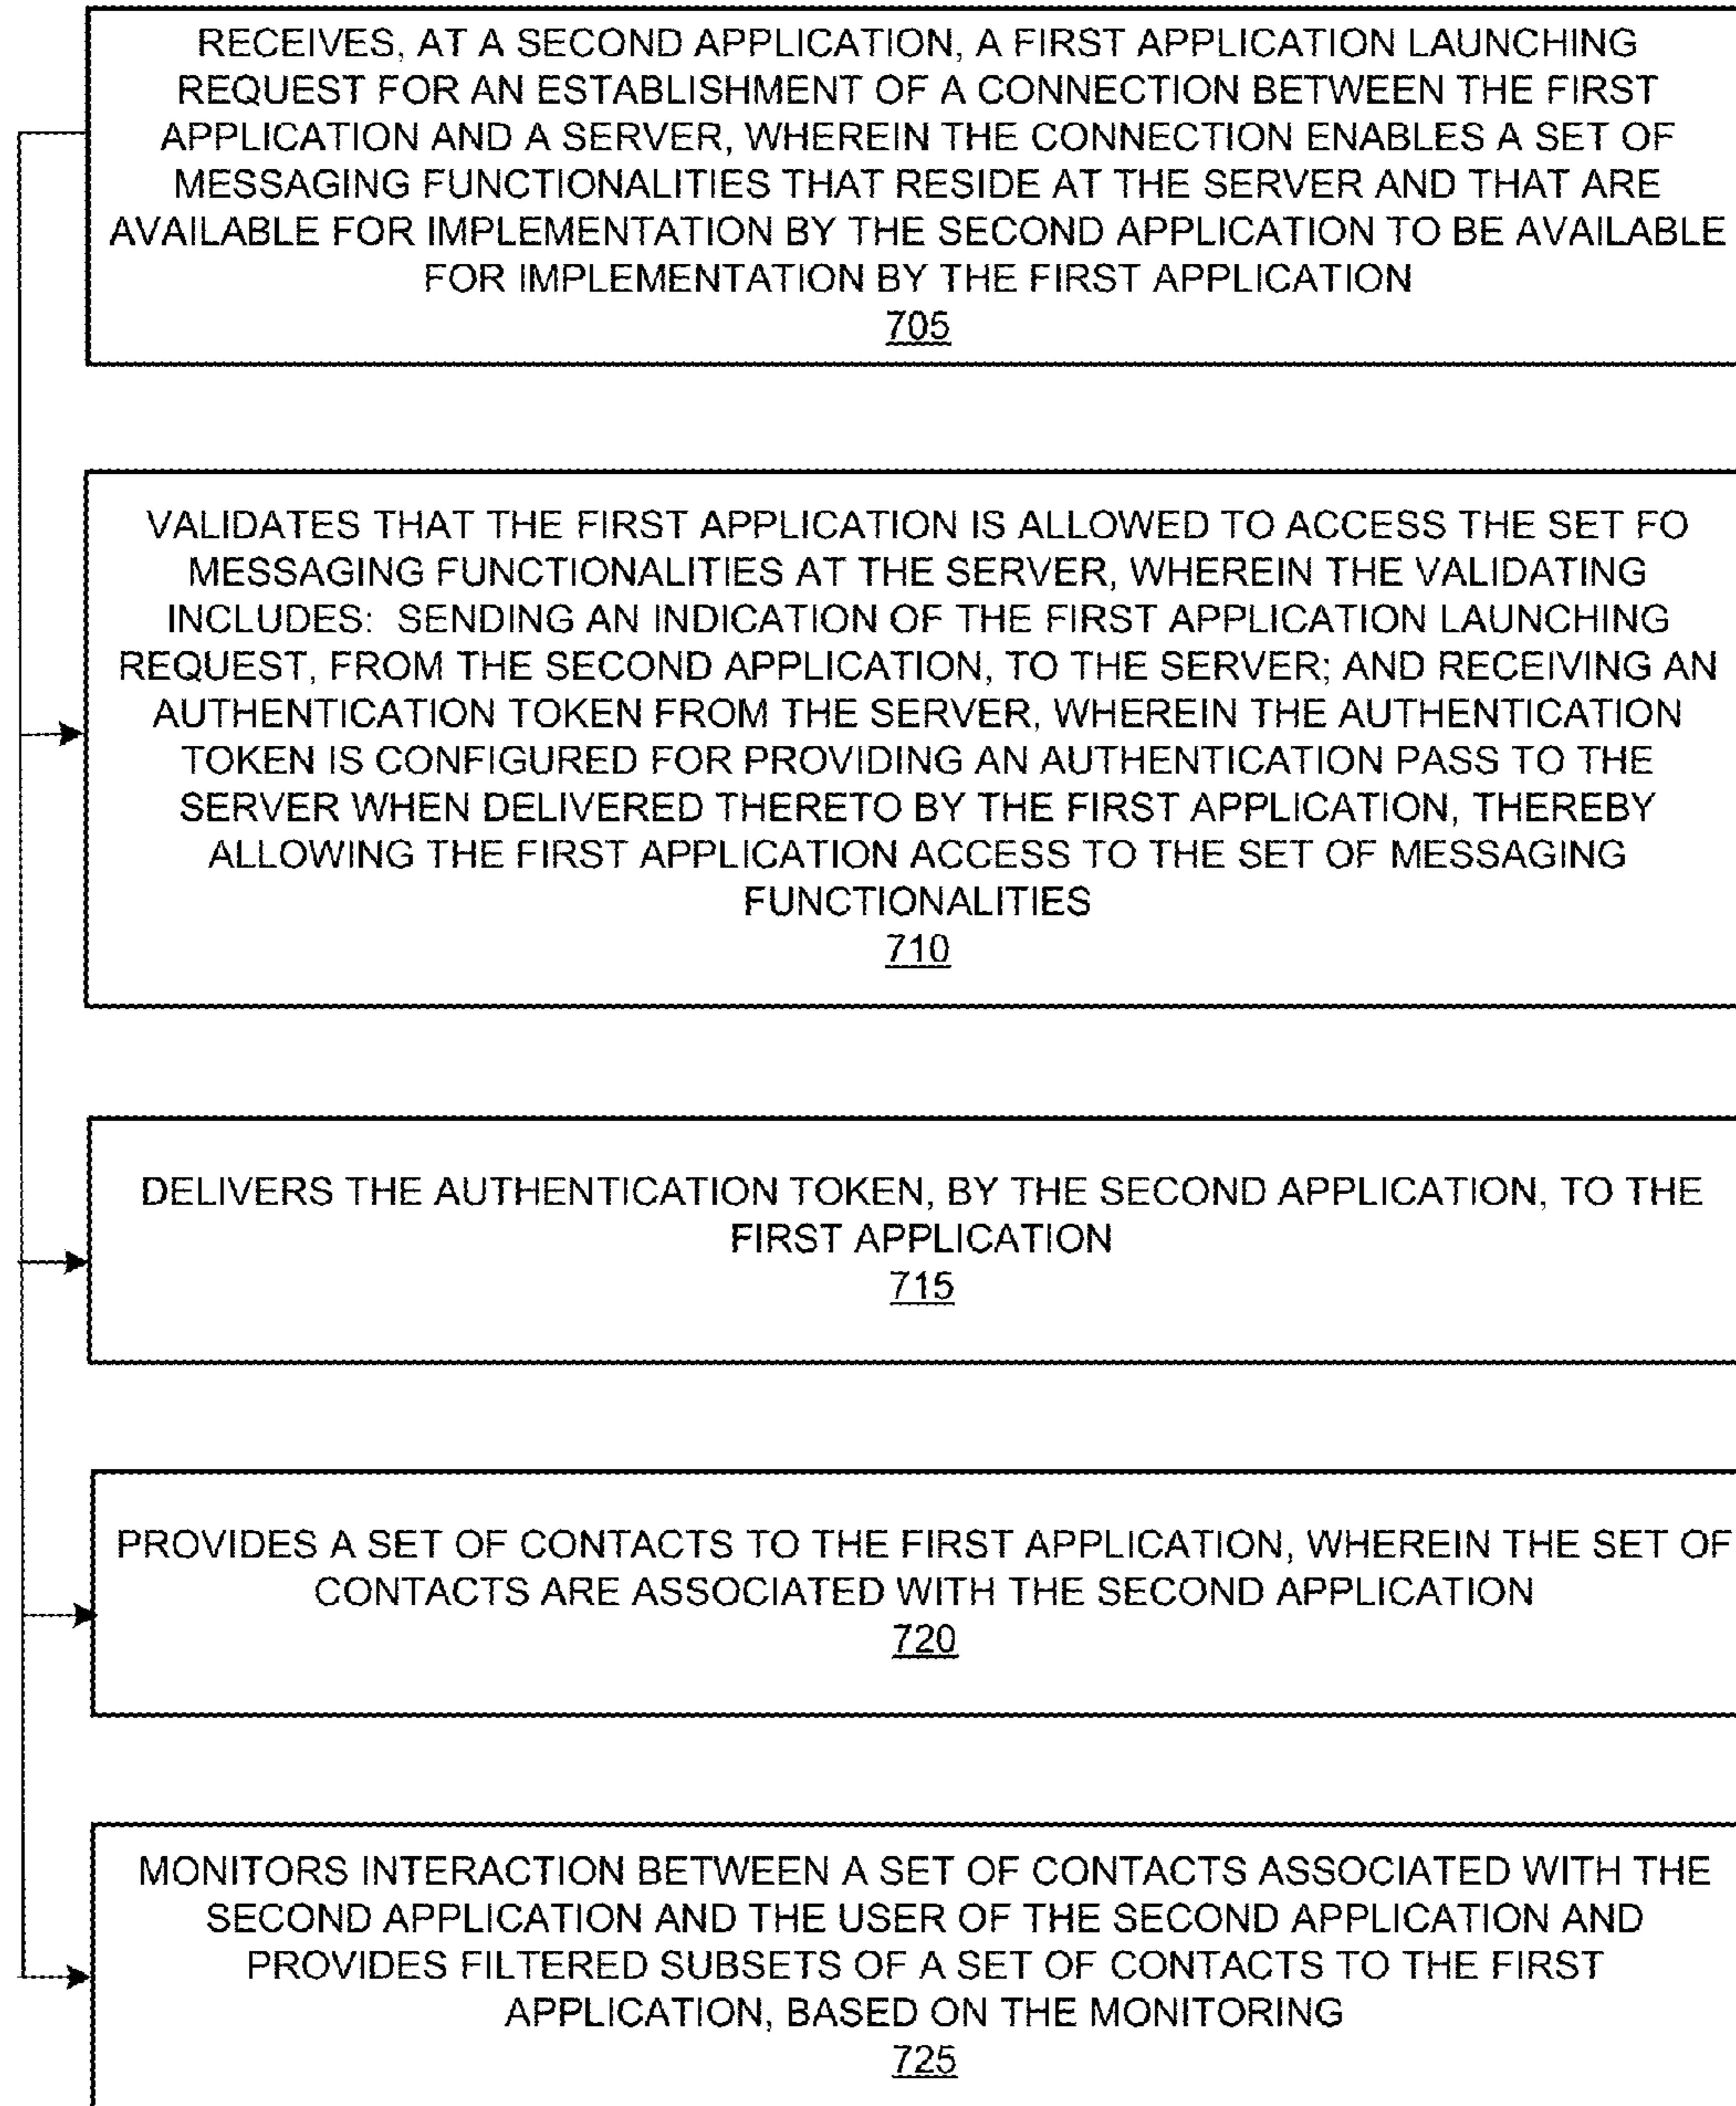 RECEIVES, AT A SECOND APPLICATION, A FIRST APPLICATION LAUNCHING
REQUEST FOR AN ESTABLISHMENT OF A CONNECTION BETWEEN THE FIRST
APPLICATION AND A SERVER, WHEREIN THE CONNECTION ENABLES A SET OF
MESSAGING FUNCTIONALITIES THAT RESIDE AT THE SERVER AND THAT ARE
AVAILABLE FOR IMPLEMENTATION BY THE SECOND APPLICATION TO BE AVAILABLE
FOR IMPLEMENTATION BY THE FIRST APPLICATION
705
VALIDATES THAT THE FIRST APPLICATION IS ALLOWED TO ACCESS THE SET FO
MESSAGING FUNCTIONALITIES AT THE SERVER, WHEREIN THE VALIDATING
INCLUDES: SENDING AN INDICATION OF THE FIRST APPLICATION LAUNCHING
REQUEST, FROM THE SECOND APPLICATION, TO THE SERVER; AND RECEIVING AN
AUTHENTICATION TOKEN FROM THE SERVER, WHEREIN THE AUTHENTICATION
TOKEN IS CONFIGURED FOR PROVIDING AN AUTHENTICATION PASS TO THE
SERVER WHEN DELIVERED THERETO BY THE FIRST APPLICATION, THEREBY
ALLOWING THE FIRST APPLICATION ACCESS TO THE SET OF MESSAGING
FUNCTIONALITIES
710
DELIVERS THE AUTHENTICATION TOKEN, BY THE SECOND APPLICATION, TO THE
FIRST APPLICATION
715
PROVIDES A SET OF CONTACTS TO THE FIRST APPLICATION, WHEREIN THE SET OF
CONTACTS ARE ASSOCIATED WITH THE SECOND APPLICATION
720
MONITORS INTERACTION BETWEEN A SET OF CONTACTS ASSOCIATED WITH THE
SECOND APPLICATION AND THE USER OF THE SECOND APPLICATION AND
PROVIDES FILTERED SUBSETS OF A SET OF CONTACTS TO THE FIRST
APPLICATION, BASED ON THE MONITORING
725